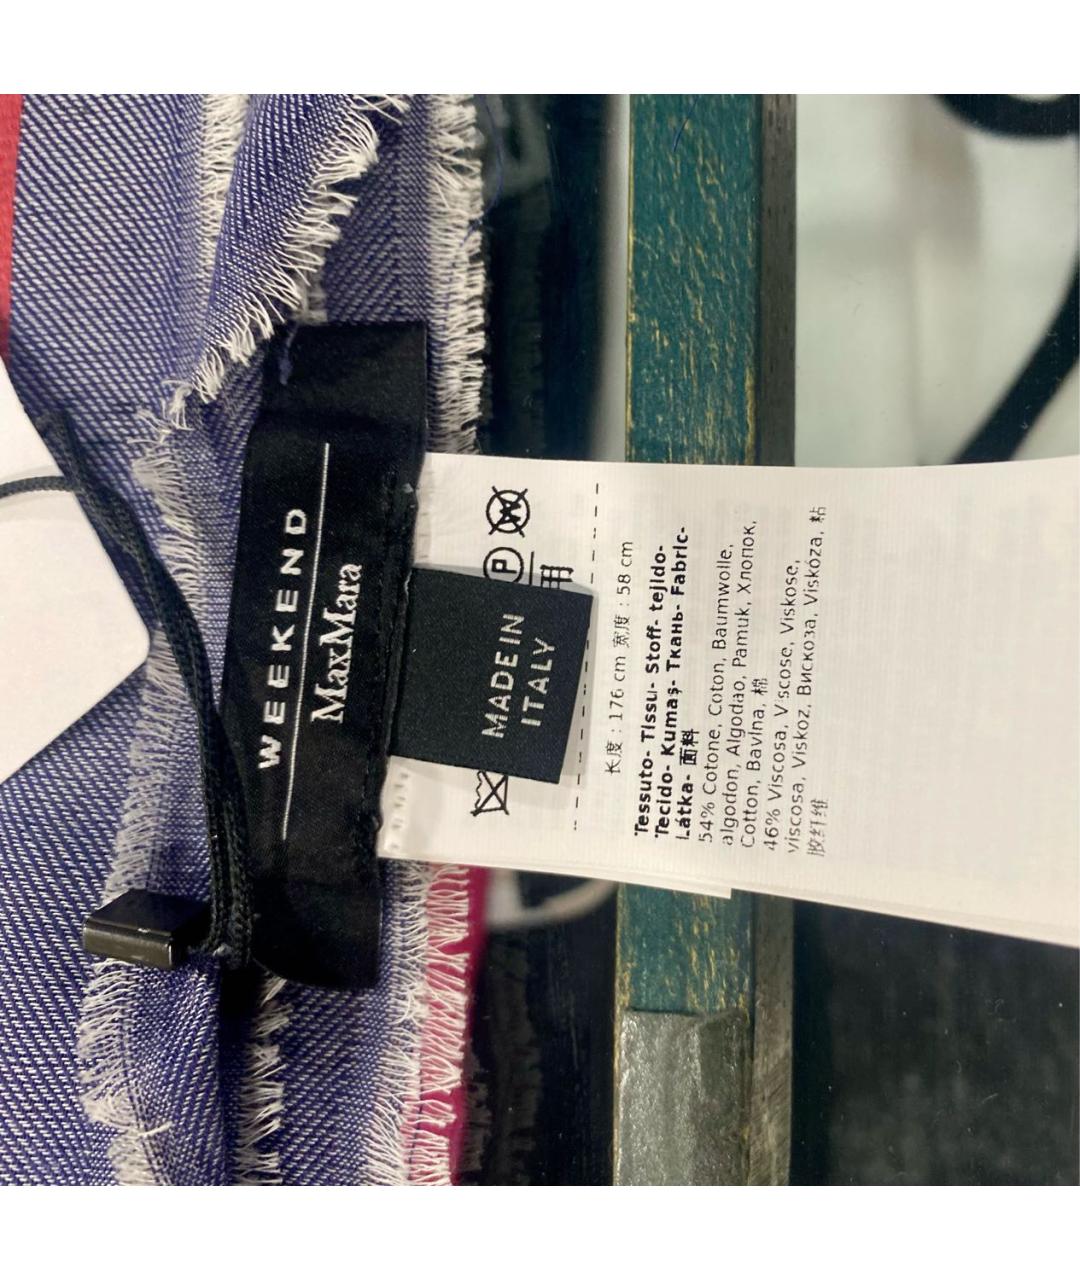 WEEKEND
MaxMara
MADE IN
ITALY
P
长度 : 176 cm 宽度 : 58 cm
Tessuto- Tissu- Stoff- tejido-
Tecido- Kumaş- Ткань- Fabric-
Látka- 面料
54% Cotone, Coton, Baumwolle,
algodon, Algodao, Pamuk, Хлопок,
Cotton, Bavlna, 棉
46% Viscosa, Viscose, Viskose,
viscosa, Viskoz, Вискоза, Viskóza, 粘
胶纤维